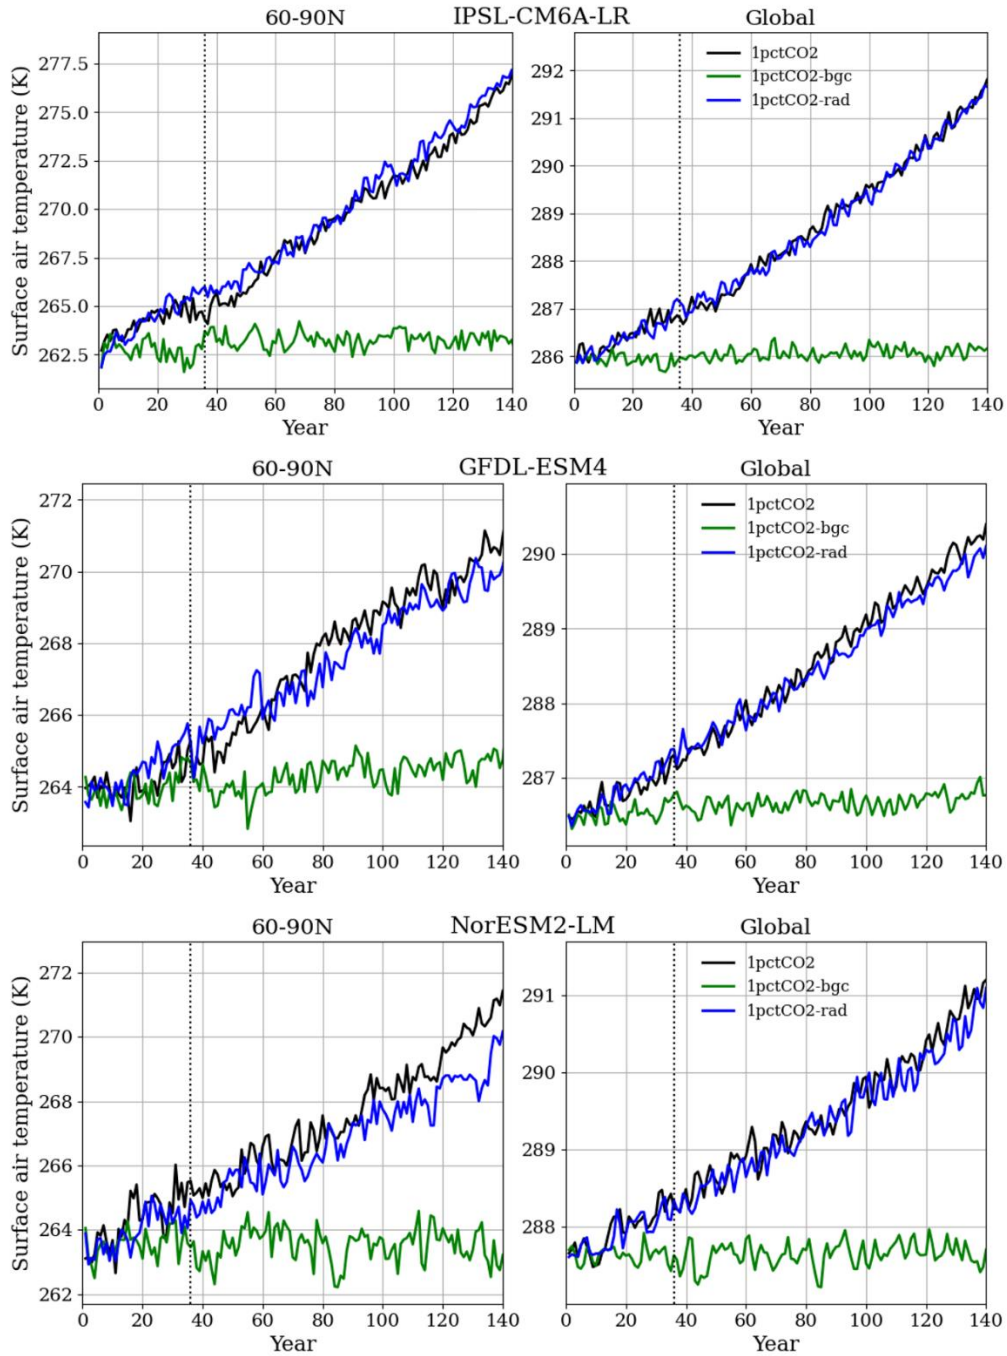 60-90N IPSL-CM6A-LR Global
Surface air temperature (K)
277.5
275.0
272.5
270.0
267.5
265.0
262.5
0 20 40 60 80 100 120 140
Year
1pctCO2
1pctCO2-bgc
1pctCO2-rad
292
291
290
289
288
287
286
0 20 40 60 80 100 120 140
Year
60-90N GFDL-ESM4 Global
Surface air temperature (K)
272
270
268
266
264
0 20 40 60 80 100 120 140
Year
1pctCO2
1pctCO2-bgc
1pctCO2-rad
290
289
288
287
0 20 40 60 80 100 120 140
Year
60-90N NorESM2-LM Global
Surface air temperature (K)
272
270
268
266
264
262
0 20 40 60 80 100 120 140
Year
1pctCO2
1pctCO2-bgc
1pctCO2-rad
291
290
289
288
0 20 40 60 80 100 120 140
Year